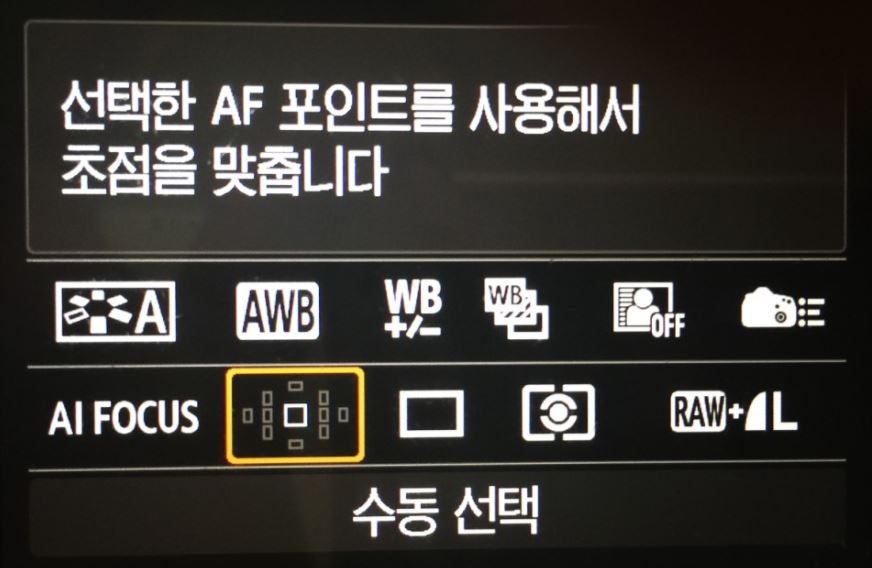 선택한 AF 포인트를 사용해서
초점을 맞춥니다
A AWB WB +/- WB OFF
AI FOCUS RAW+ L
수동 선택